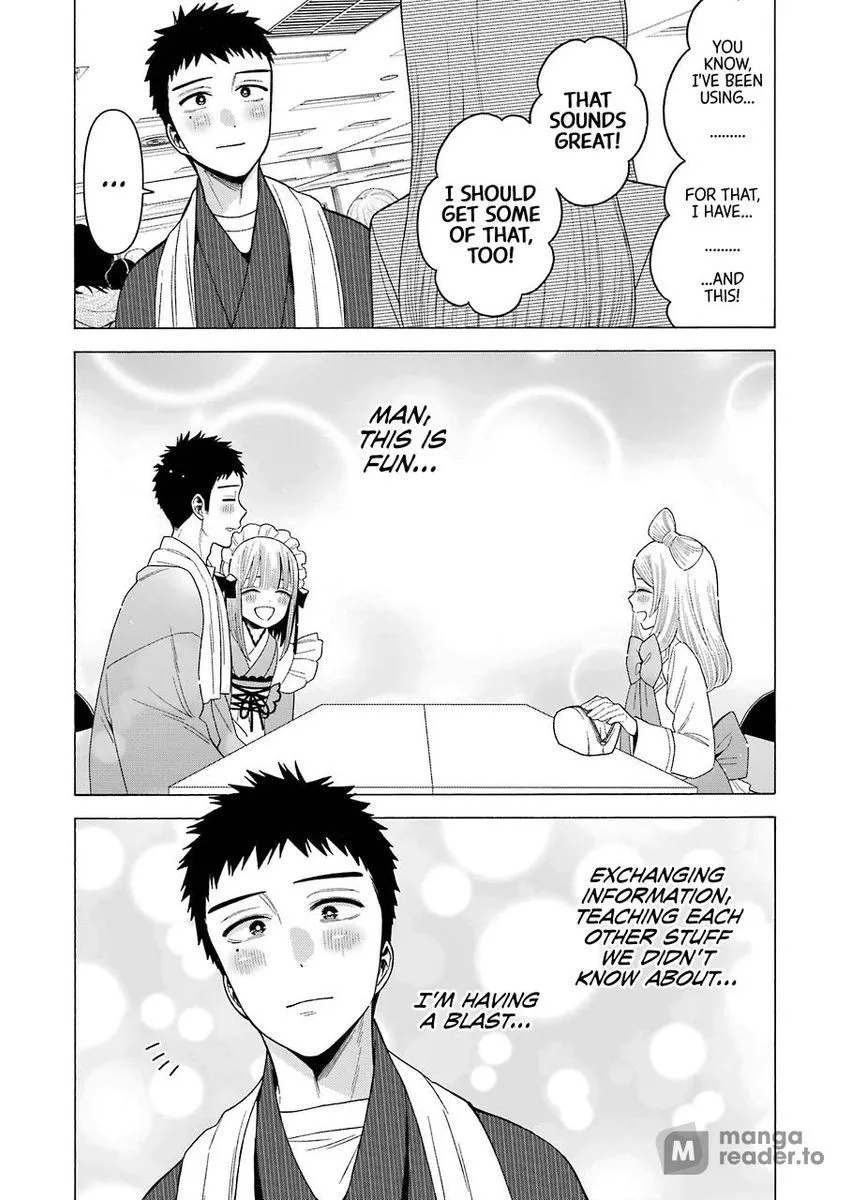 YOU
KNOW,
I'VE BEEN
USING...
.........
FOR THAT,
I HAVE...
.........
...AND
THIS!
THAT
SOUNDS
GREAT!
I SHOULD
GET SOME
OF THAT,
TOO!
...
MAN,
THIS IS
FUN...
EXCHANGING
INFORMATION,
TEACHING EACH
OTHER STUFF
WE DIDN'T
KNOW ABOUT...
I'M HAVING
A BLAST...
M manga
reader.to